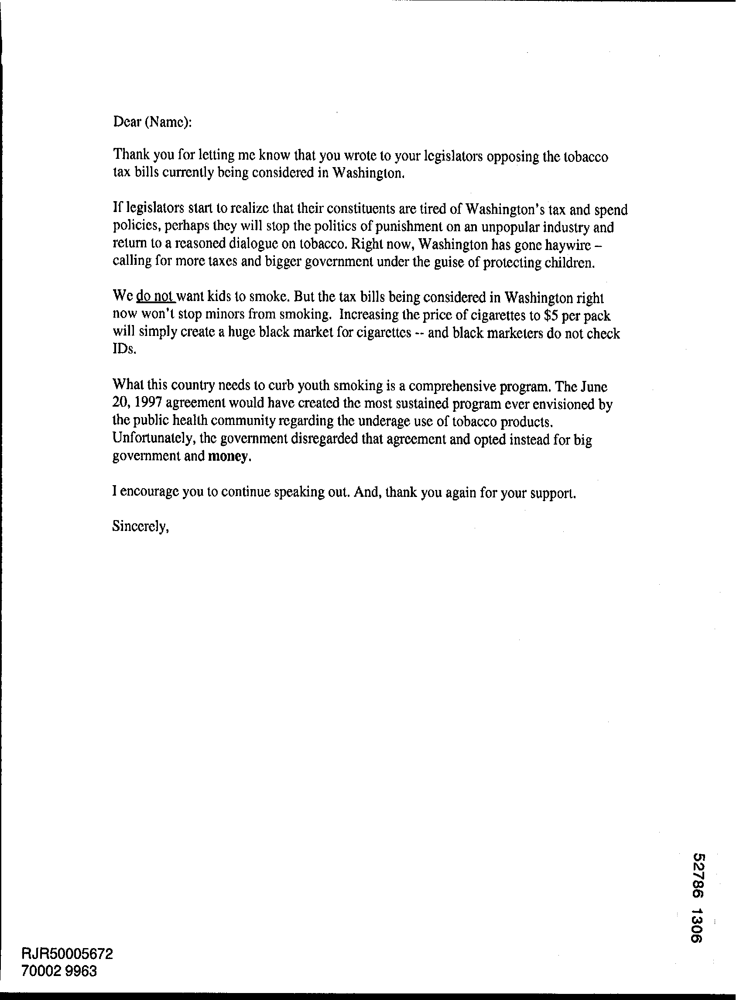 Dear (Name):
Thank you for letting me know that you wrote to your legislators opposing the tobacco
tax bills currently being considered in Washington.
If legislators start to realize that their constituents are tired of Washington's tax and spend
policies, perhaps they will stop the politics of punishment on an unpopular industry and
return to a reasoned dialogue on tobacco. Right now, Washington has gone haywire –
calling for more taxes and bigger government under the guise of protecting children.
We do not want kids to smoke. But the tax bills being considered in Washington right
now won't stop minors from smoking. Increasing the price of cigarettes to $5 per pack
will simply create a huge black market for cigarettes -- and black marketers do not check
IDs.
What this country needs to curb youth smoking is a comprehensive program. The June
20, 1997 agreement would have created the most sustained program ever envisioned by
the public health community regarding the underage use of tobacco products.
Unfortunately, the government disregarded that agreement and opted instead for big
government and money.
I encourage you to continue speaking out. And, thank you again for your support.
Sincerely,
52786 1306
RJR50005672
70002 9963